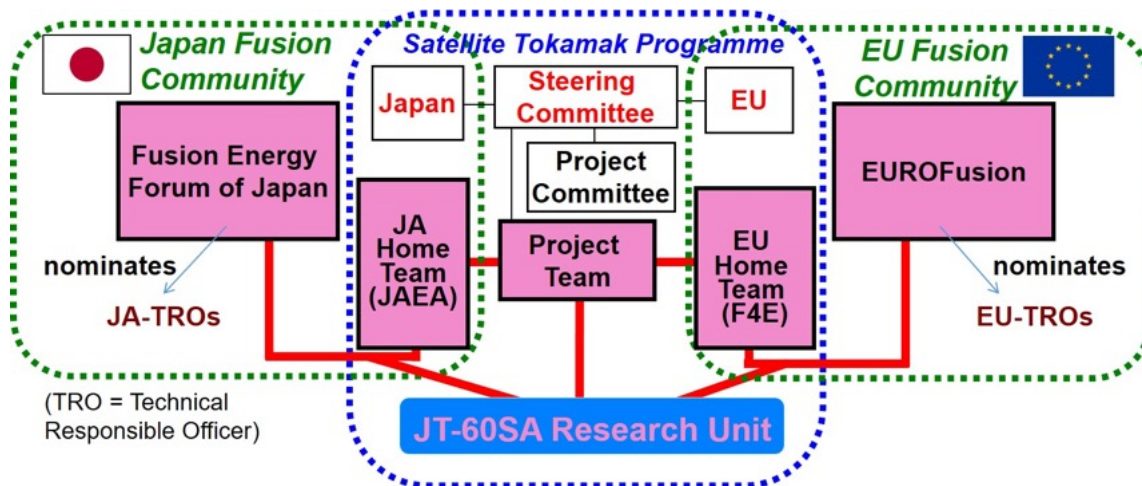 Japan Fusion
Community
Satellite Tokamak Programme
EU Fusion
Community
Japan
Steering
Committee
EU
Project
Committee
Fusion Energy
Forum of Japan
EUROFusion
JA
Home
Team
(JAEA)
Project
Team
EU
Home
Team
(F4E)
nominates
JA-TROs
nominates
EU-TROs
(TRO = Technical
Responsible Officer)
JT-60SA Research Unit